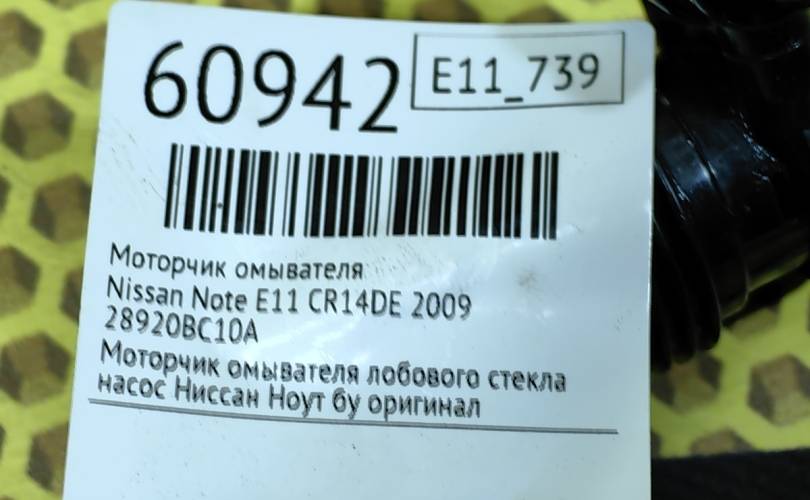 60942
E11_739
Моторчик омывателя
Nissan Note E11 CR14DE 2009
28920BC10A
Моторчик омывателя лобового стекла
насос Ниссан Ноут бу оригинал